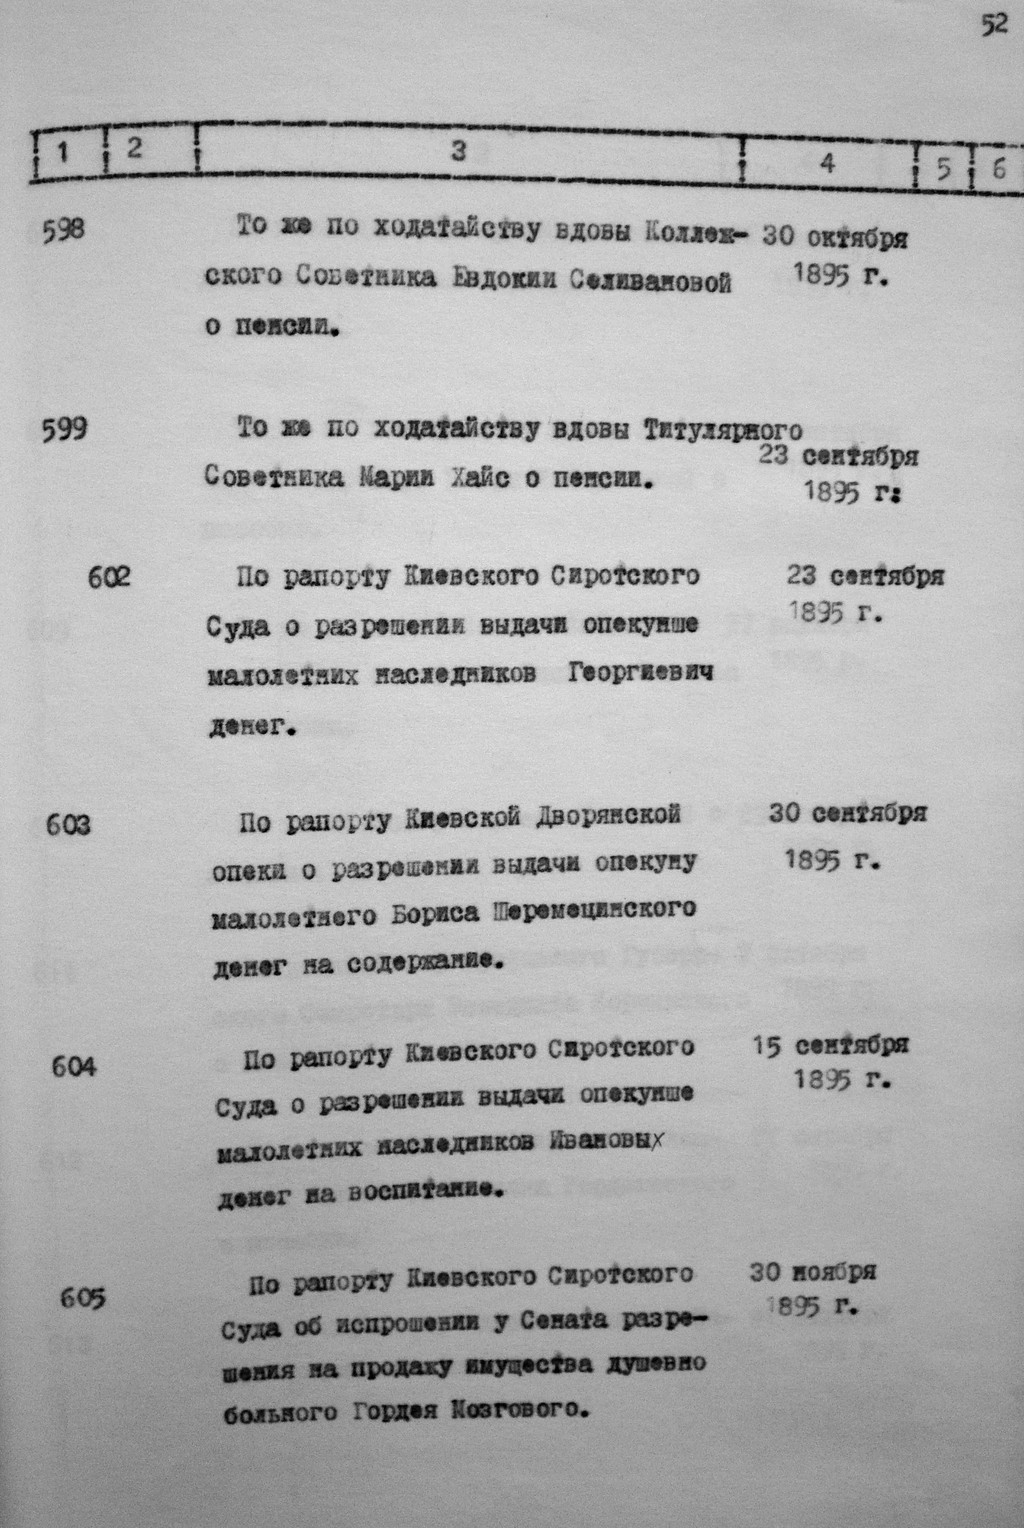 52
1 2 3 4 5 6
598 То же по ходатайству вдовы Коллеж- 30 октября
ского Советника Евдокии Селивановой 1895 г.
о пенсии.
599 То же по ходатайству вдовы Титулярного
23 сентября
Советника Марии Хайс о пенсии.
1895 г:
602 По рапорту Киевского Сиротского 23 сентября
Суда о разрешении выдачи опекунше 1895 г.
малолетних наследников Георгиевич
денег.
603 По рапорту Киевской Дворянской 30 сентября
опеки о разрешении выдачи опекуну 1895 г.
малолетнего Бориса Шеремецинского
денег на содержание.
604 По рапорту Киевского Сиротского 15 сентября
Суда о разрешении выдачи опекунше 1895 г.
малолетних наследников Ивановых
денег на воспитание.
605 По рапорту Киевского Сиротского 30 ноября
Суда об испрошении у Сената разре- 1895 г.
шения на продажу имущества душевно
больного Гордея Мозгового.